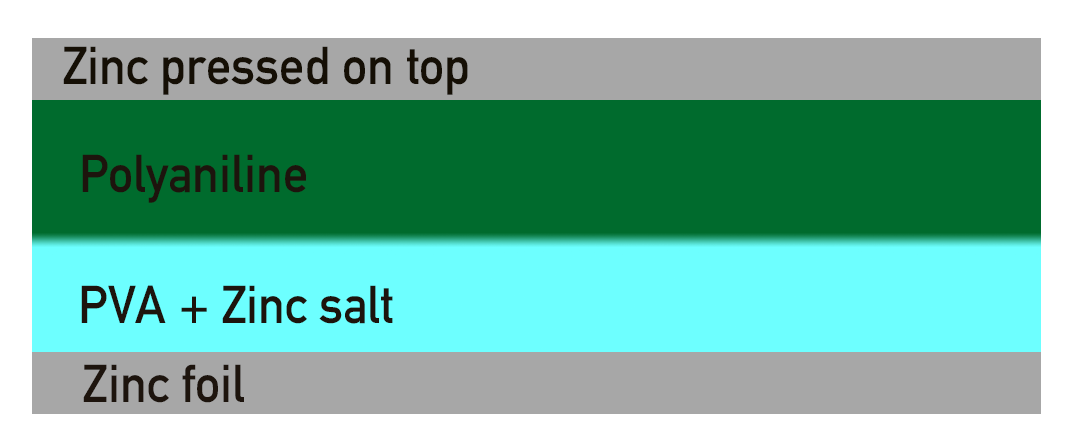 Zinc pressed on top
Polyaniline
PVA + Zinc salt
Zinc foil